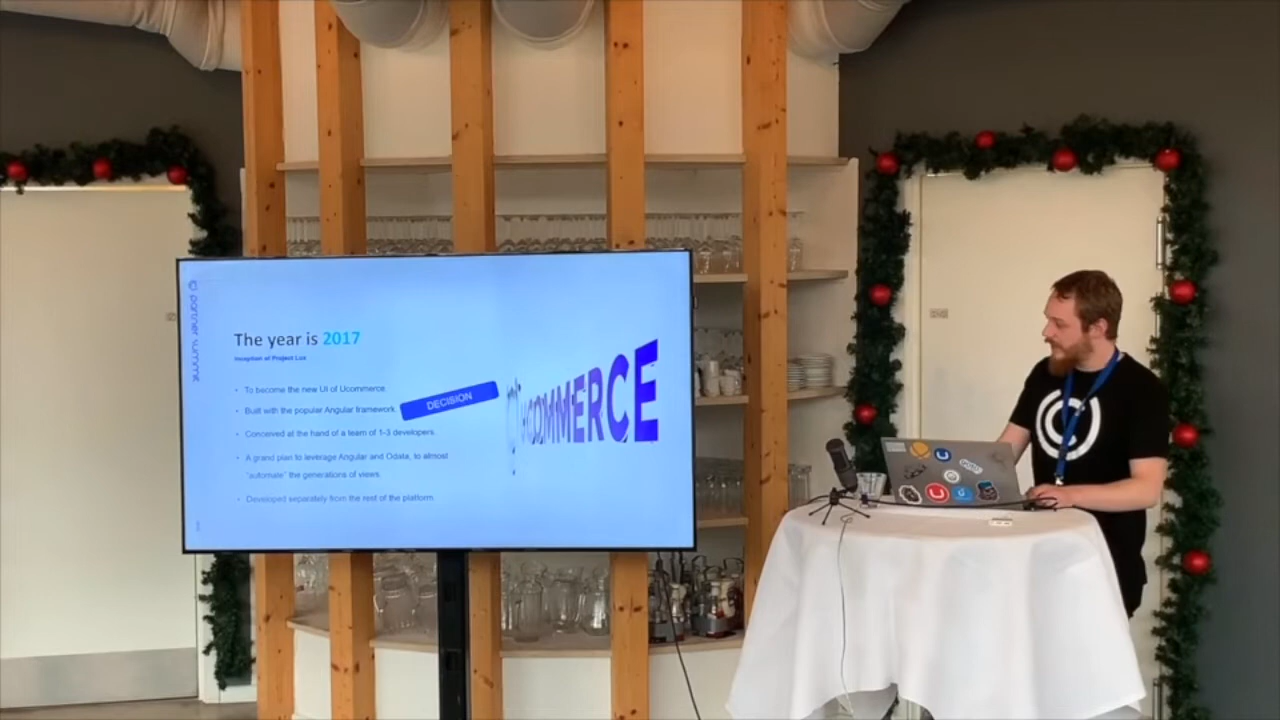 partner summit
The year is 2017
Inception of Project Lux
• To become the new UI of Ucommerce.
• Built with the popular Angular framework.
DECISION
• Conceived at the hand of a team of 1-3 developers.
• A grand plan to leverage Angular and Odata, to almost
"automate" the generations of views.
• Developed separately from the rest of the platform
UCOMMERCE